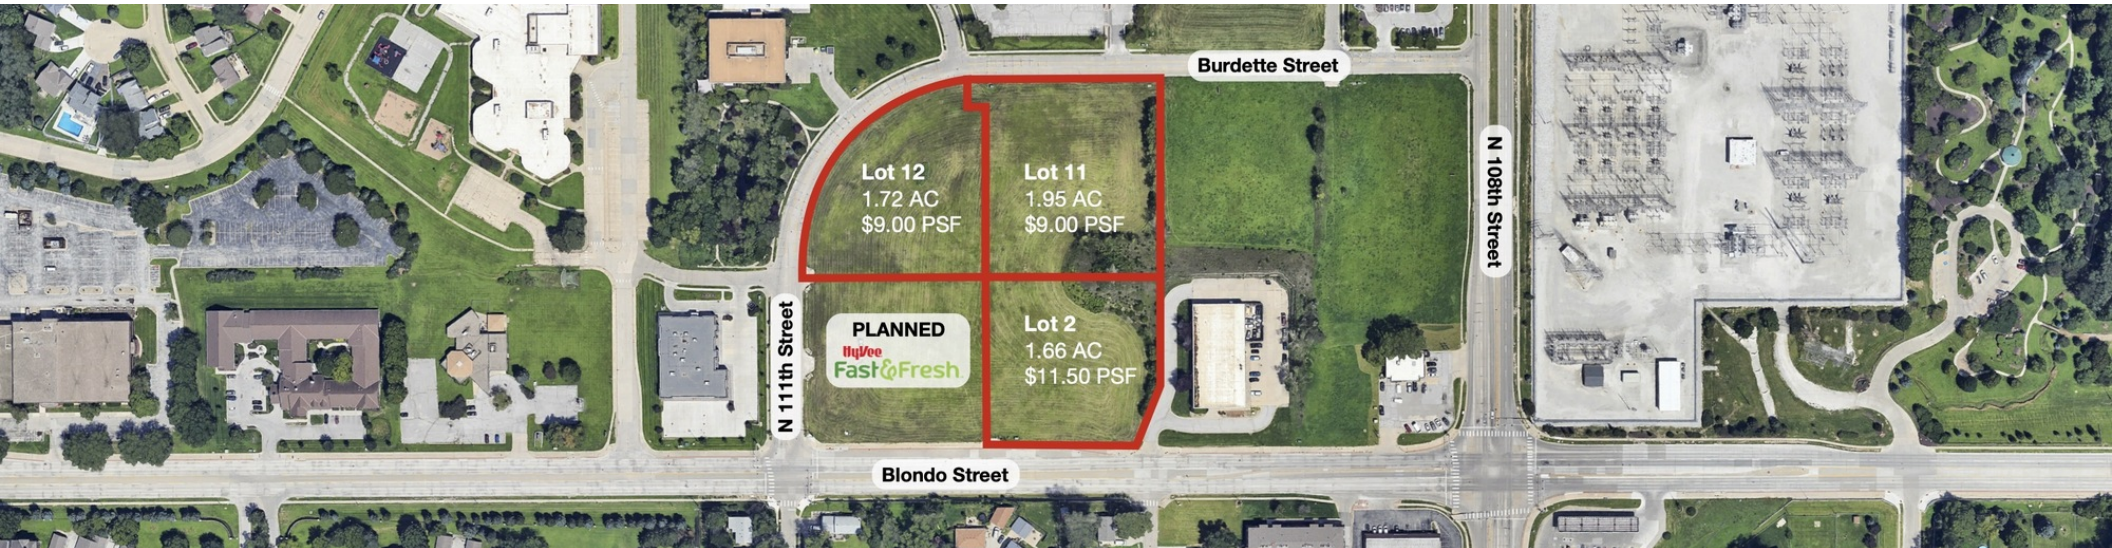 Burdette Street
Lot 12
1.72 AC
$9.00 PSF
Lot 11
1.95 AC
$9.00 PSF
N 108th Street
N 111th Street
PLANNED
HyVee
Fast&Fresh
Lot 2
1.66 AC
$11.50 PSF
Blondo Street